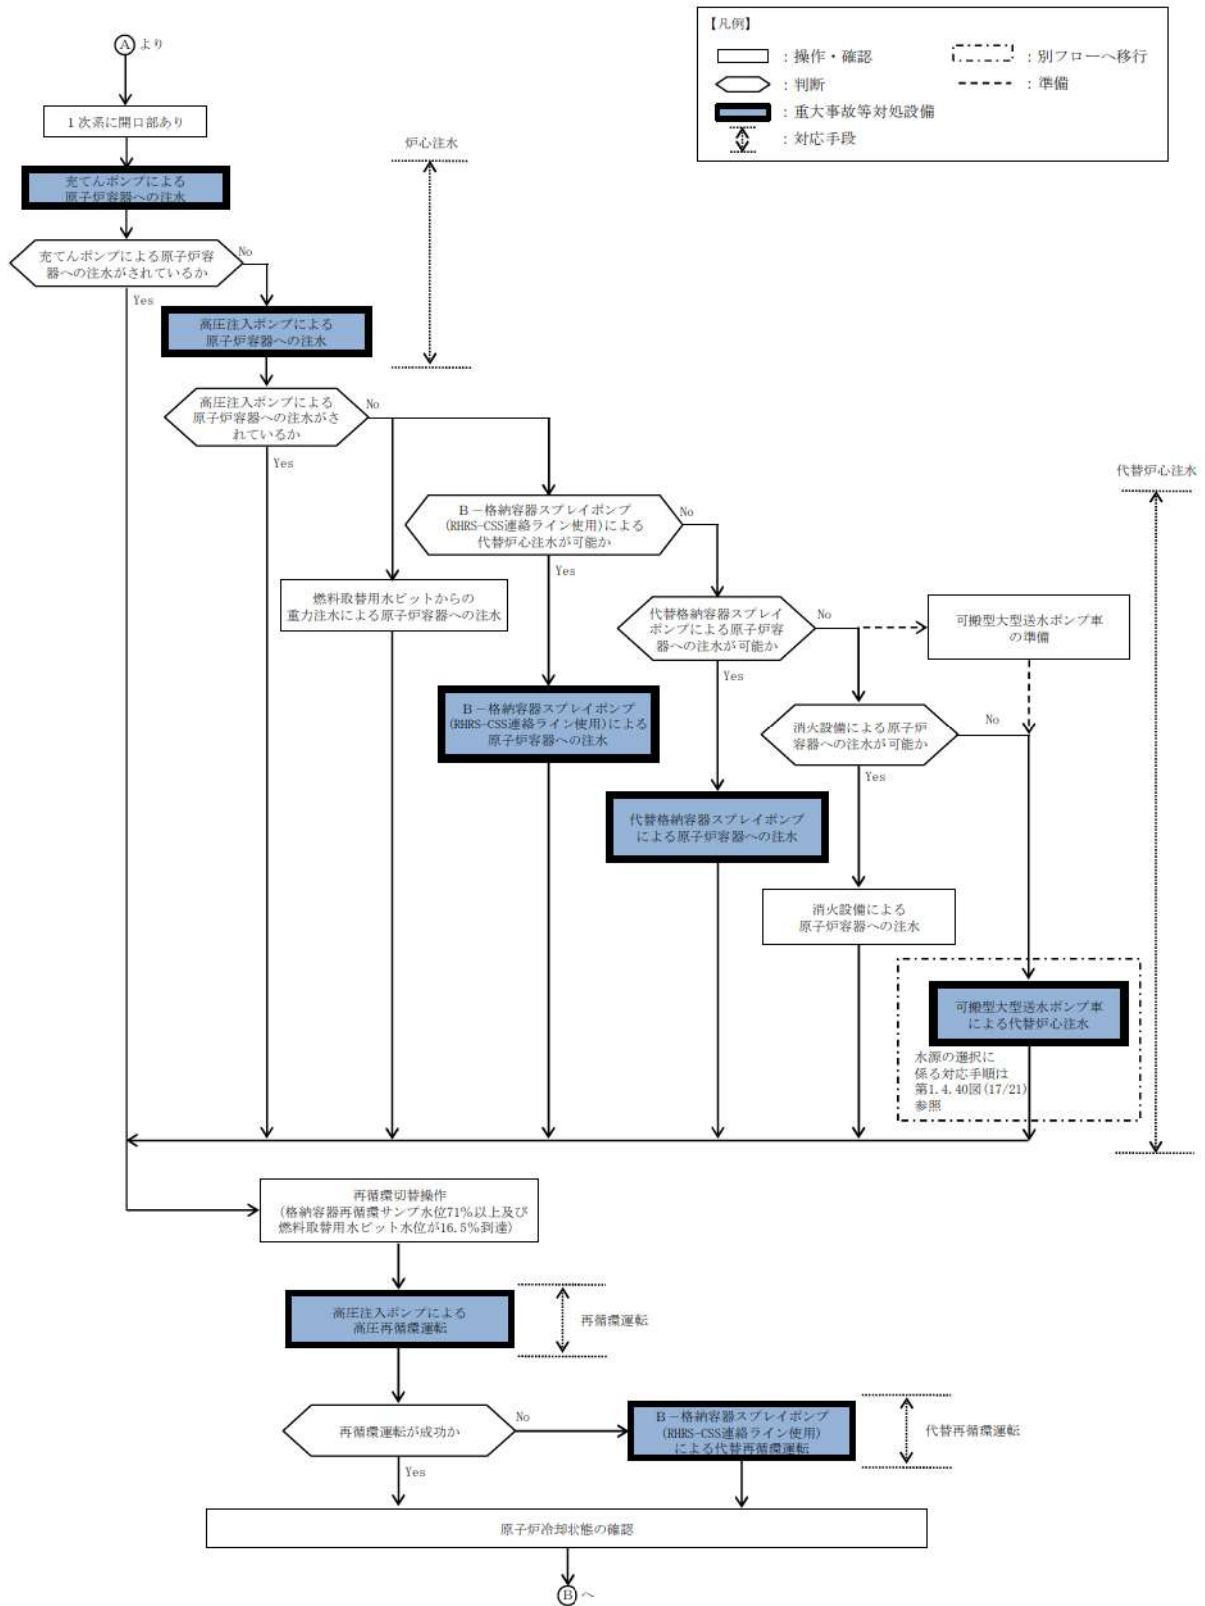 Ⓐより
【凡例】
：操作・確認
：別フローへ移行
：判断
：準備
：重大事故等対処設備
：対応手段
１次系に開口部あり
炉心注水
充てんポンプによる
原子炉容器への注水
充てんポンプによる原子炉容
器への注水がされているか
No
Yes
高圧注入ポンプによる
原子炉容器への注水
高圧注入ポンプによる
原子炉容器への注水がさ
れているか
No
Yes
代替炉心注水
Ｂ－格納容器スプレイポンプ
(RHRS-CSS連絡ライン使用)による
代替炉心注水が可能か
No
Yes
燃料取替用水ピットからの
重力注水による原子炉容器への注水
代替格納容器スプレイ
ポンプによる原子炉容
器への注水が可能か
No
Yes
可搬型大型送水ポンプ車
の準備
Ｂ－格納容器スプレイポンプ
(RHRS-CSS連絡ライン使用)による
原子炉容器への注水
消火設備による原子炉
容器への注水が可能か
No
Yes
代替格納容器スプレイポンプ
による原子炉容器への注水
消火設備による
原子炉容器への注水
可搬型大型送水ポンプ車
による代替炉心注水
水源の選択に
係る対応手順は
第1.4.40図(17/21)
参照
再循環切替操作
(格納容器再循環サンプ水位71%以上及び
燃料取替用水ピット水位が16.5%到達)
高圧注入ポンプによる
高圧再循環運転
再循環運転
再循環運転が成功か
No
Yes
Ｂ－格納容器スプレイポンプ
(RHRS-CSS連絡ライン使用)
による代替再循環運転
代替再循環運転
原子炉冷却状態の確認
Ⓑへ